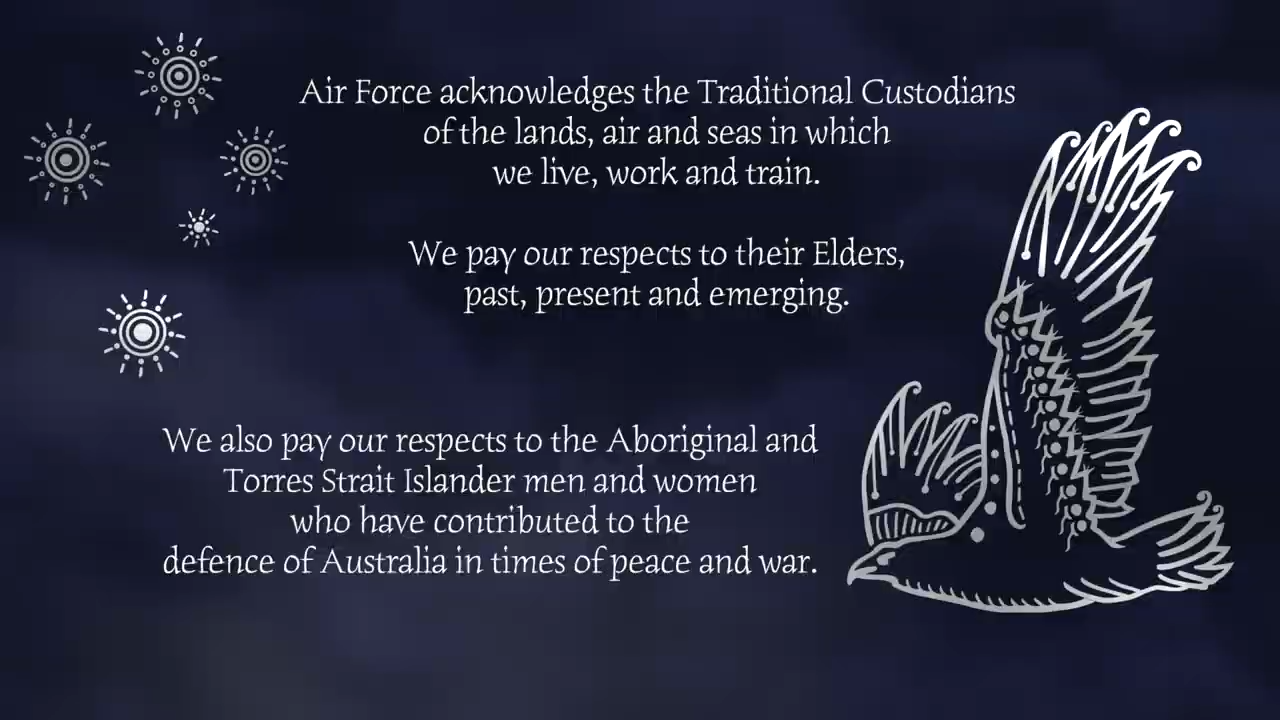 Air Force acknowledges the Traditional Custodians
of the lands, air and seas in which
we live, work and train.
We pay our respects to their Elders,
past, present and emerging.
We also pay our respects to the Aboriginal and
Torres Strait Islander men and women
who have contributed to the
defence of Australia in times of peace and war.